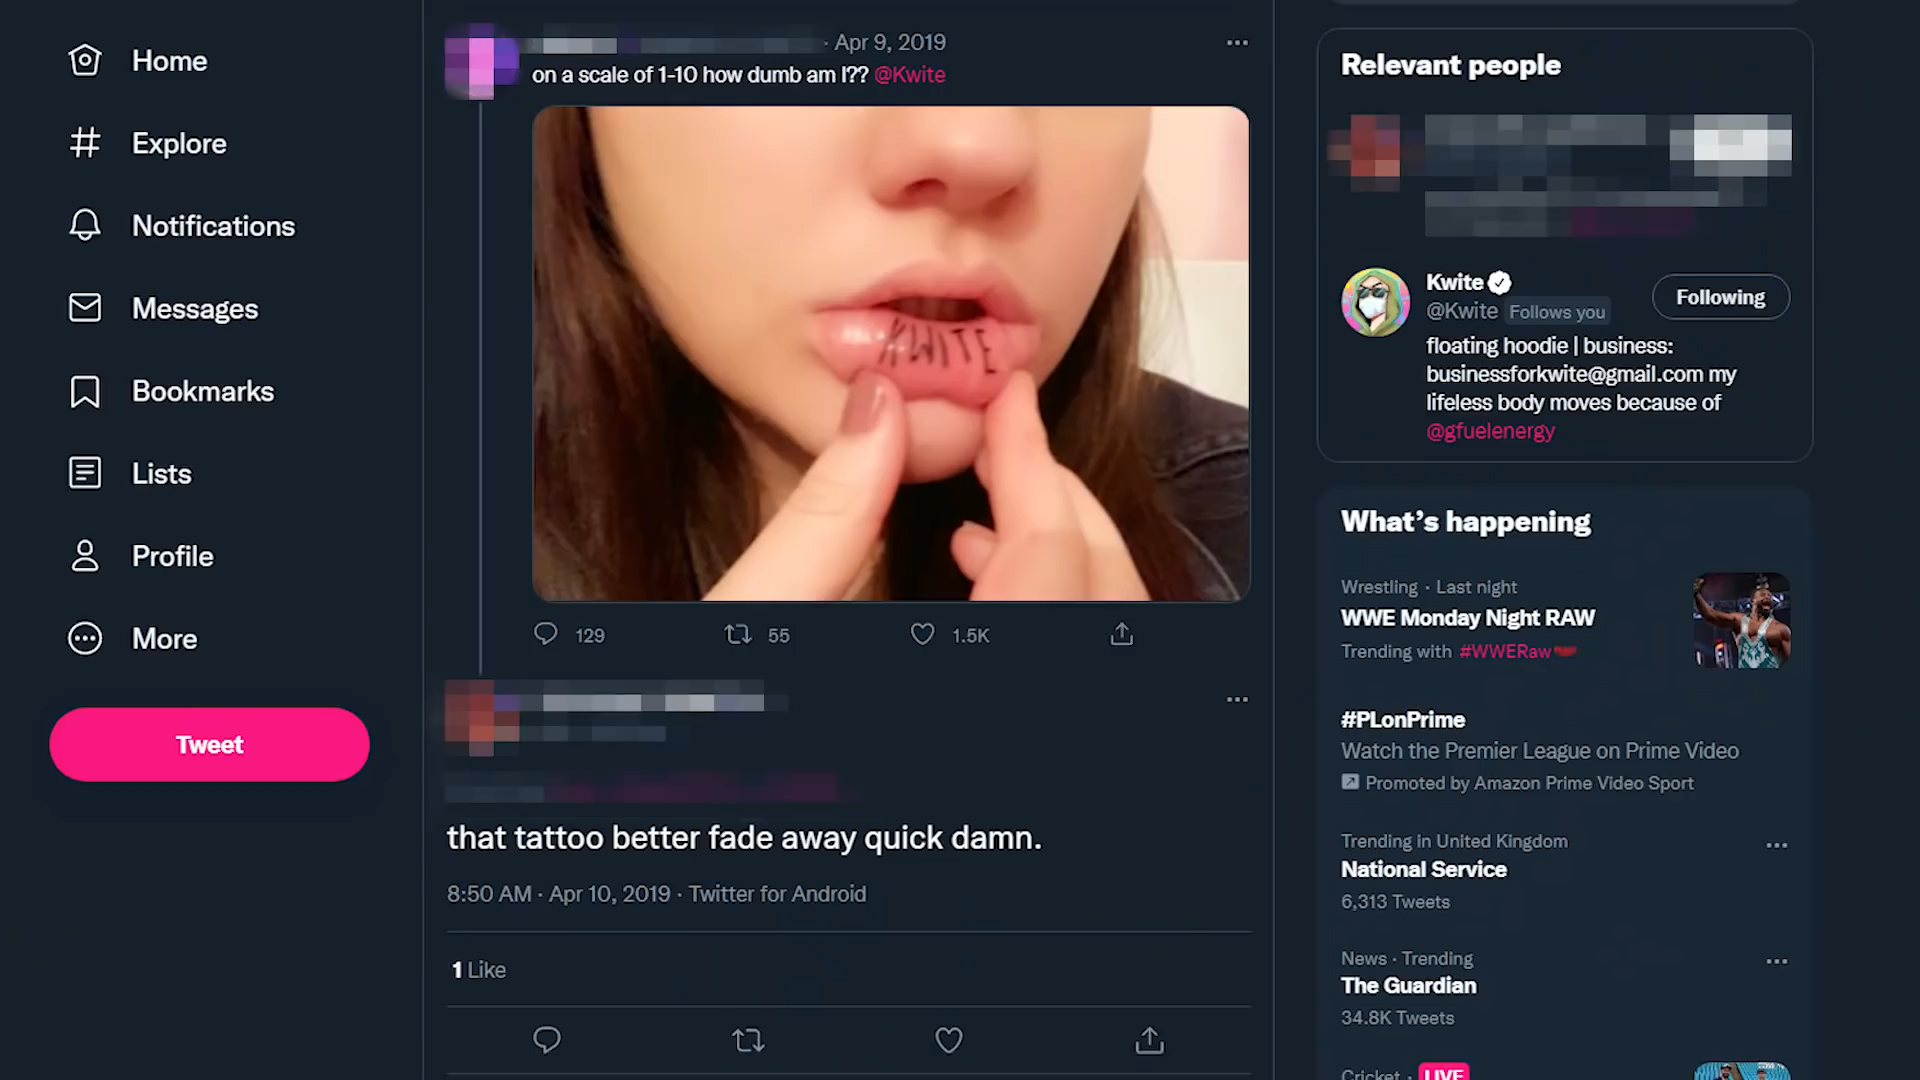 Home
Explore
Notifications
Messages
Bookmarks
Lists
Profile
More
Tweet
· Apr 9, 2019
on a scale of 1-10 how dumb am I?? @Kwite
KWITE
129 55 1.5K
that tattoo better fade away quick damn.
8:50 AM · Apr 10, 2019 · Twitter for Android
1 Like
Relevant people
Kwite
@Kwite Follows you
Following
floating hoodie | business:
businessforkwite@gmail.com my
lifeless body moves because of
@gfuelenergy
What's happening
Wrestling · Last night
WWE Monday Night RAW
Trending with #WWERaw
#PLonPrime
Watch the Premier League on Prime Video
Promoted by Amazon Prime Video Sport
Trending in United Kingdom
National Service
6,313 Tweets
News · Trending
The Guardian
34.8K Tweets
Cricket · LIVE